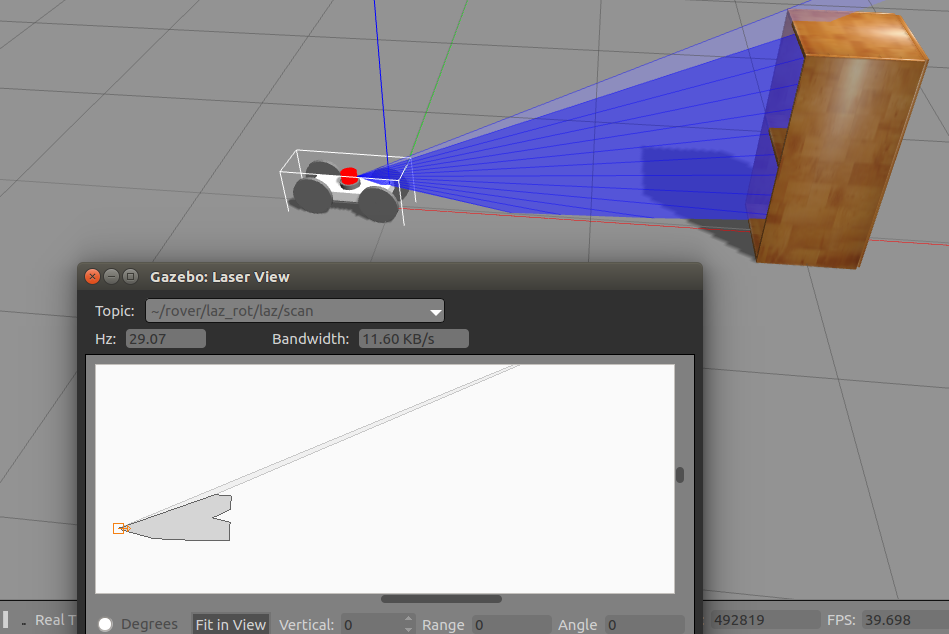 Gazebo: Laser View
Topic: ~/rover/laz_rot/laz/scan
Hz: 29.07 Bandwidth: 11.60 KB/s
Real T
Degrees Fit in View Vertical: 0 Range 0 Angle 0
492819 FPS: 39.698